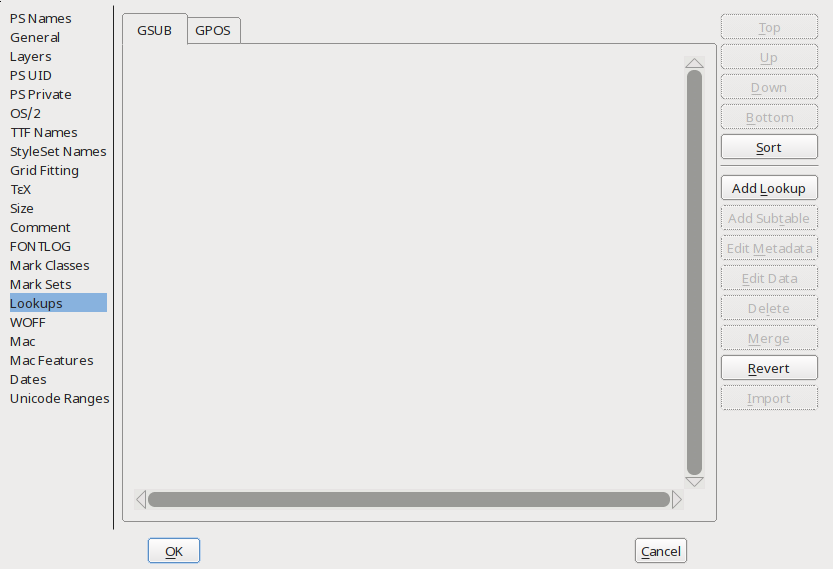 PS Names
General
Layers
PS UID
PS Private
OS/2
TTF Names
StyleSet Names
Grid Fitting
ΤεΧ
Size
Comment
FONTLOG
Mark Classes
Mark Sets
Lookups
WOFF
Mac
Mac Features
Dates
Unicode Ranges
GSUB
GPOS
Top
Up
Down
Bottom
Sort
Add Lookup
Add Subtable
Edit Metadata
Edit Data
Delete
Merge
Revert
Import
OK
Cancel